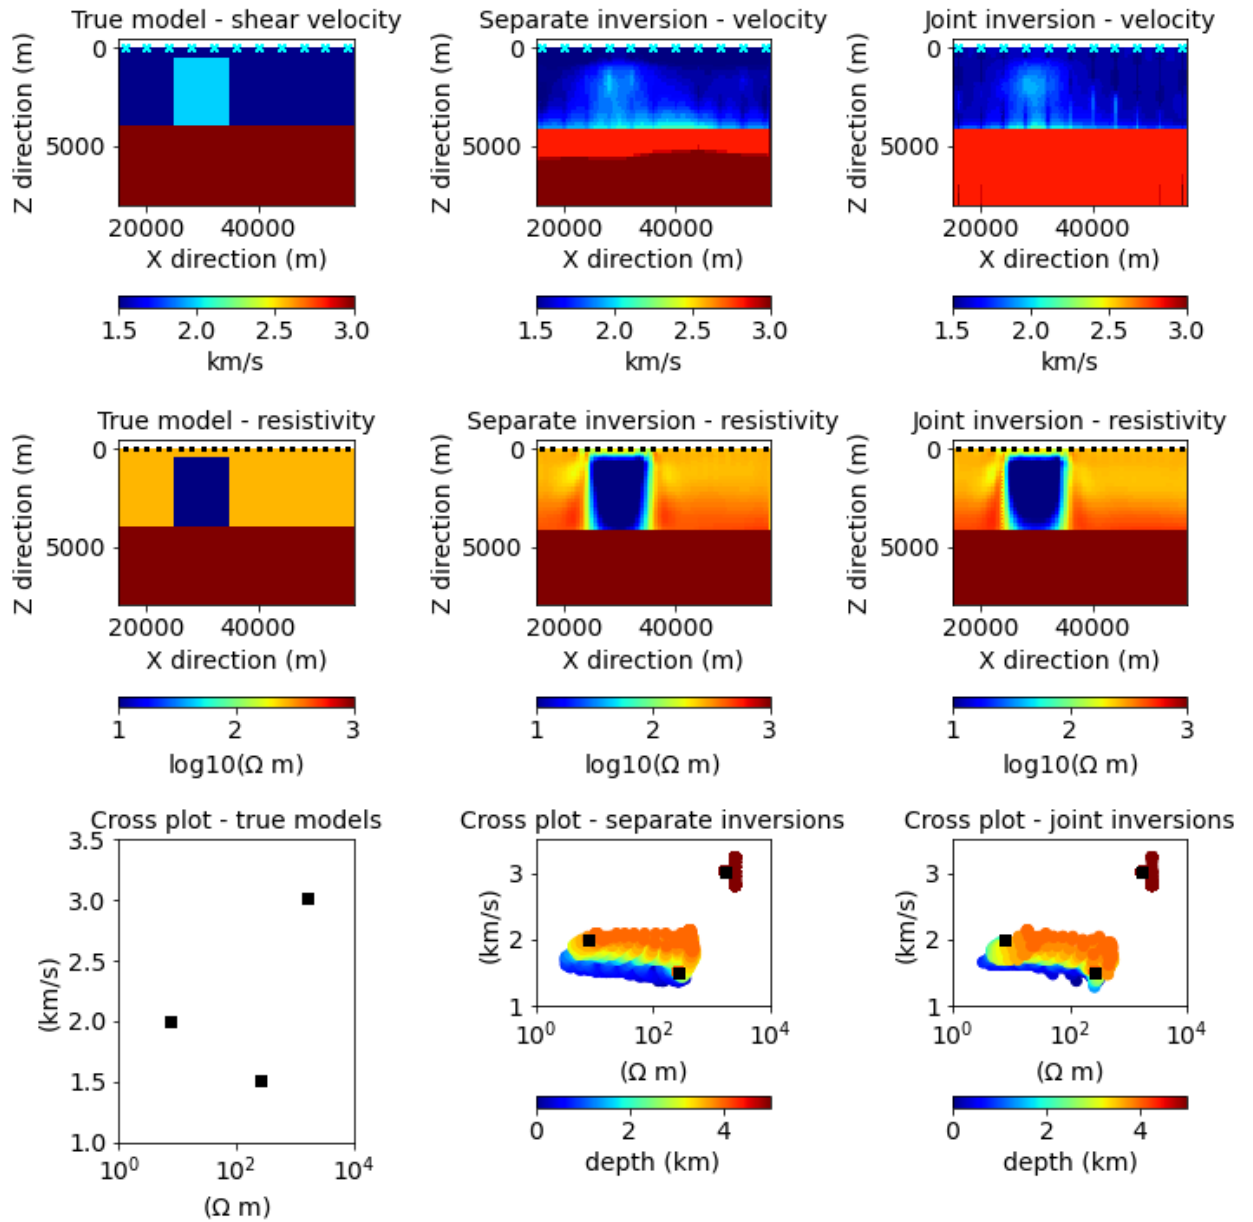 True model - shear velocity
Separate inversion - velocity
Joint inversion - velocity
Z direction (m)
0
5000
20000 40000
X direction (m)
Z direction (m)
0
5000
20000 40000
X direction (m)
Z direction (m)
0
5000
20000 40000
X direction (m)
1.5 2.0 2.5 3.0
km/s
1.5 2.0 2.5 3.0
km/s
1.5 2.0 2.5 3.0
km/s
True model - resistivity
Separate inversion - resistivity
Joint inversion - resistivity
Z direction (m)
0
5000
20000 40000
X direction (m)
Z direction (m)
0
5000
20000 40000
X direction (m)
Z direction (m)
0
5000
20000 40000
X direction (m)
1 2 3
log10(Ω m)
1 2 3
log10(Ω m)
1 2 3
log10(Ω m)
Cross plot - true models
Cross plot - separate inversions
Cross plot - joint inversions
(km/s)
3.5
3.0
2.5
2.0
1.5
1.0
10⁰ 10² 10⁴
(Ω m)
(km/s)
3
2
1
10⁰ 10² 10⁴
(Ω m)
0 2 4
depth (km)
(km/s)
3
2
1
10⁰ 10² 10⁴
(Ω m)
0 2 4
depth (km)